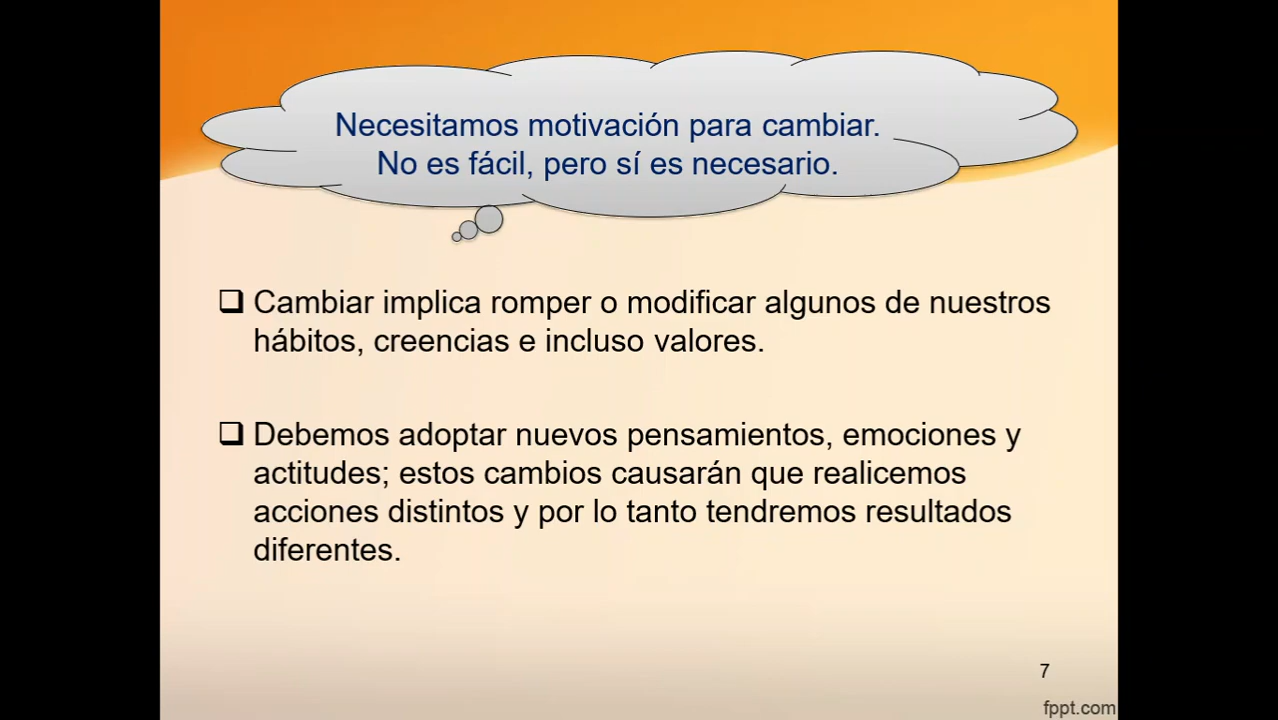 Necesitamos motivación para cambiar.
No es fácil, pero sí es necesario.
Cambiar implica romper o modificar algunos de nuestros
hábitos, creencias e incluso valores.
Debemos adoptar nuevos pensamientos, emociones y
actitudes; estos cambios causarán que realicemos
acciones distintos y por lo tanto tendremos resultados
diferentes.
7
fppt.com